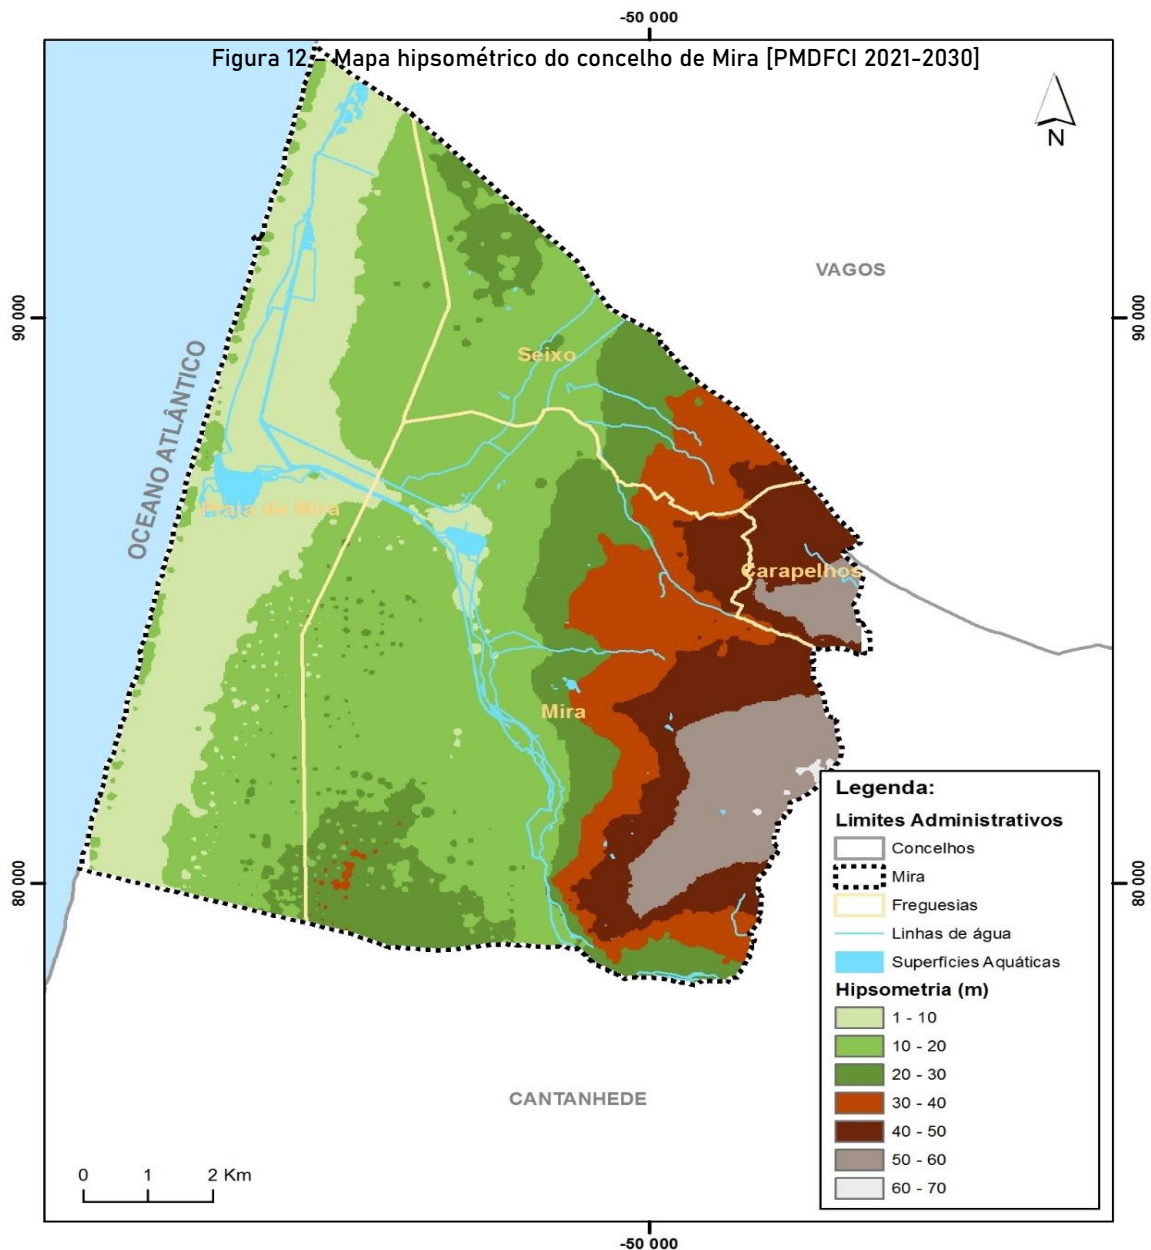 -50 000
Figura 12 – Mapa hipsométrico do concelho de Mira [PMDFCI 2021-2030]
N
VAGOS
90 000
90 000
Seixo
OCEANO ATLÂNTICO
Praia de Mira
Carapelhos
Mira
80 000
80 000
CANTANHEDE
0 1 2 Km
Legenda:
Limites Administrativos
Concelhos
Mira
Freguesias
Linhas de água
Superfícies Aquáticas
Hipsometria (m)
1 - 10
10 - 20
20 - 30
30 - 40
40 - 50
50 - 60
60 - 70
-50 000